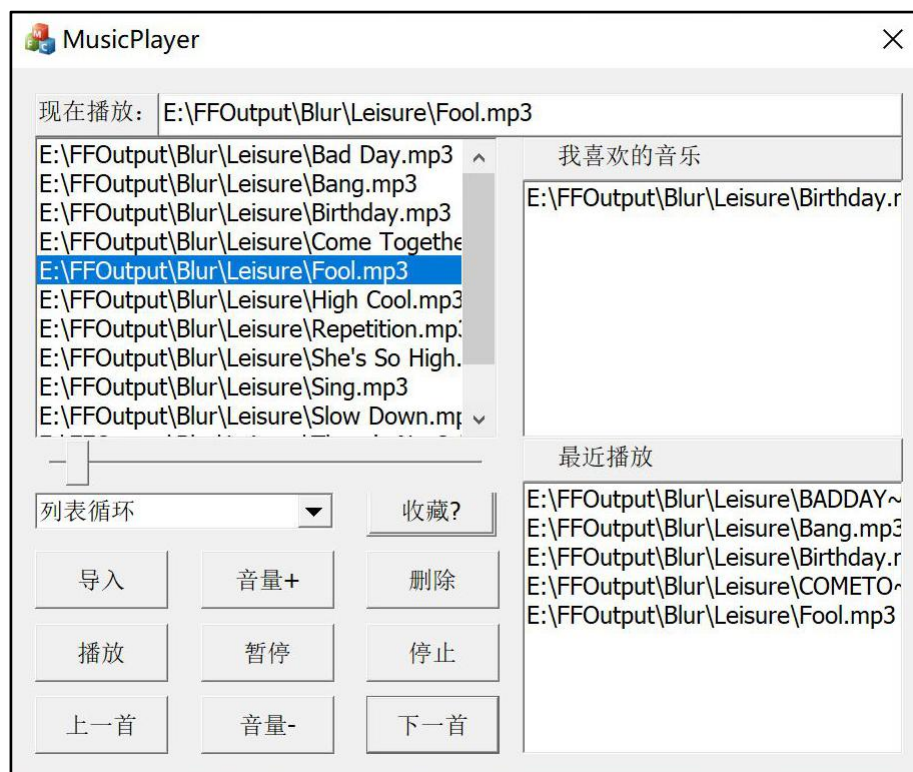 MusicPlayer
现在播放: E:\FFOutput\Blur\Leisure\Fool.mp3
E:\FFOutput\Blur\Leisure\Bad Day.mp3
E:\FFOutput\Blur\Leisure\Bang.mp3
E:\FFOutput\Blur\Leisure\Birthday.mp3
E:\FFOutput\Blur\Leisure\Come Togethe
E:\FFOutput\Blur\Leisure\Fool.mp3
E:\FFOutput\Blur\Leisure\High Cool.mp3
E:\FFOutput\Blur\Leisure\Repetition.mp3
E:\FFOutput\Blur\Leisure\She's So High.
E:\FFOutput\Blur\Leisure\Sing.mp3
E:\FFOutput\Blur\Leisure\Slow Down.mp
我喜欢的音乐
E:\FFOutput\Blur\Leisure\Birthday.r
最近播放
E:\FFOutput\Blur\Leisure\BADDAY~
E:\FFOutput\Blur\Leisure\Bang.mp3
E:\FFOutput\Blur\Leisure\Birthday.r
E:\FFOutput\Blur\Leisure\COMETO~
E:\FFOutput\Blur\Leisure\Fool.mp3
列表循环
收藏?
导入 音量+ 删除
播放 暂停 停止
上一首 音量- 下一首